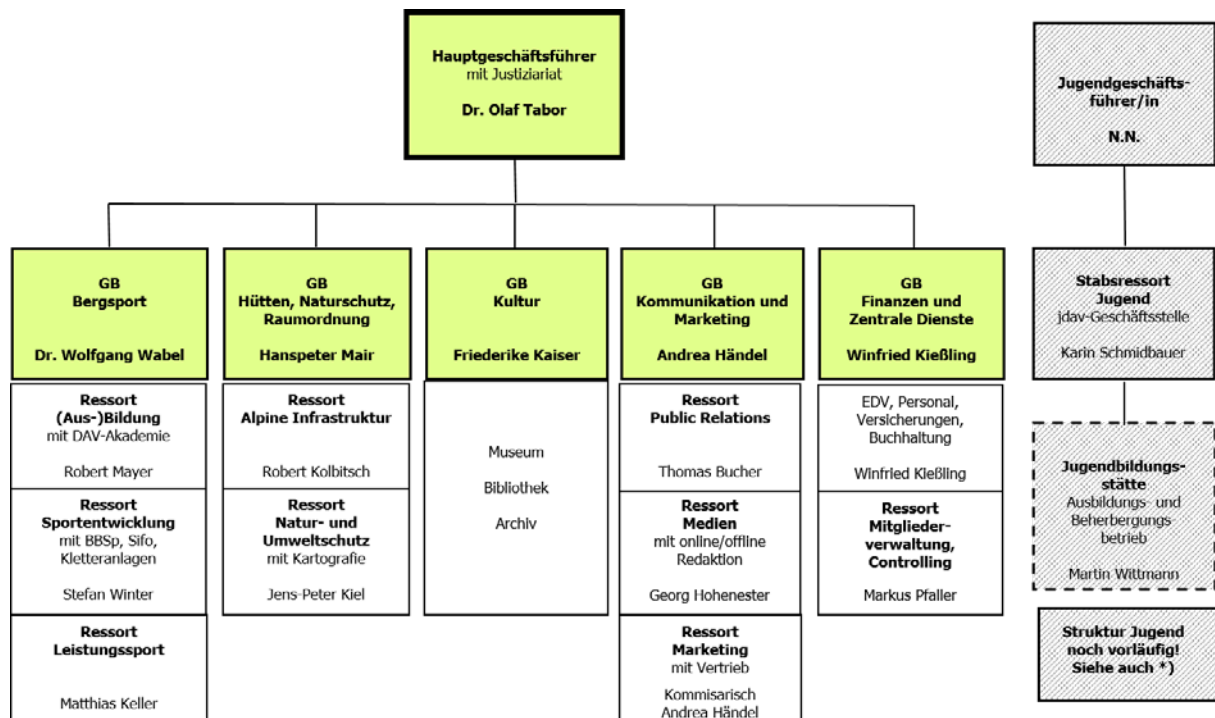 Hauptgeschäftsführer
mit Justiziariat
Dr. Olaf Tabor
Jugendgeschäfts-
führer/in
N.N.
GB
Bergsport
Dr. Wolfgang Wabel
GB
Hütten, Naturschutz,
Raumordnung
Hanspeter Mair
GB
Kultur
Friederike Kaiser
GB
Kommunikation und
Marketing
Andrea Händel
GB
Finanzen und
Zentrale Dienste
Winfried Kießling
Stabsressort
Jugend
jdav-Geschäftsstelle
Karin Schmidbauer
Ressort
(Aus-)Bildung
mit DAV-Akademie
Robert Mayer
Ressort
Sportentwicklung
mit BBSp, Sifo,
Kletteranlagen
Stefan Winter
Ressort
Leistungssport
Matthias Keller
Ressort
Alpine Infrastruktur
Robert Kolbitsch
Ressort
Natur- und
Umweltschutz
mit Kartografie
Jens-Peter Kiel
Museum
Bibliothek
Archiv
Ressort
Public Relations
Thomas Bucher
Ressort
Medien
mit online/offline
Redaktion
Georg Hohenester
Ressort
Marketing
mit Vertrieb
Kommisarisch
Andrea Händel
EDV, Personal,
Versicherungen,
Buchhaltung
Winfried Kießling
Ressort
Mitglieder-
verwaltung,
Controlling
Markus Pfaller
Jugendbildungs-
stätte
Ausbildungs- und
Beherbergungs-
betrieb
Martin Wittmann
Struktur Jugend
noch vorläufig!
Siehe auch *)